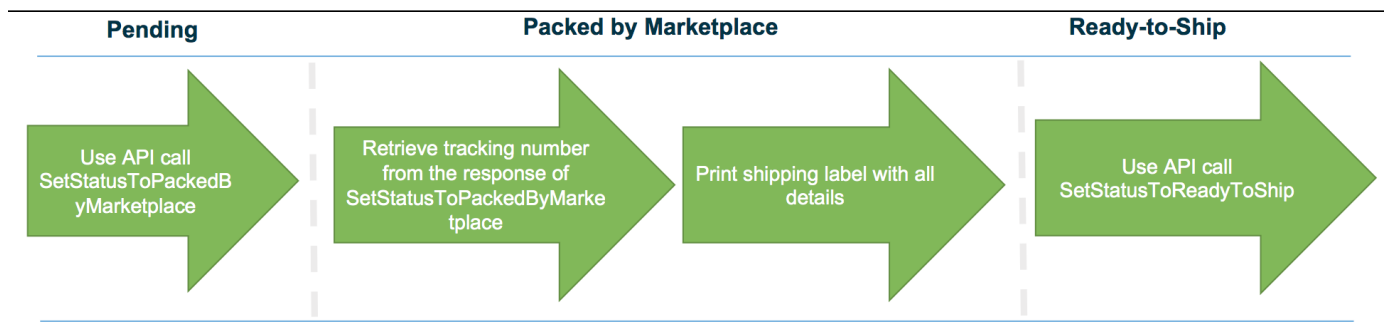 Pending
Packed by Marketplace
Ready-to-Ship
Use API call
SetStatusToPackedB
yMarketplace
Retrieve tracking number
from the response of
SetStatusToPackedByMarke
tplace
Print shipping label with all
details
Use API call
SetStatusToReadyToShip